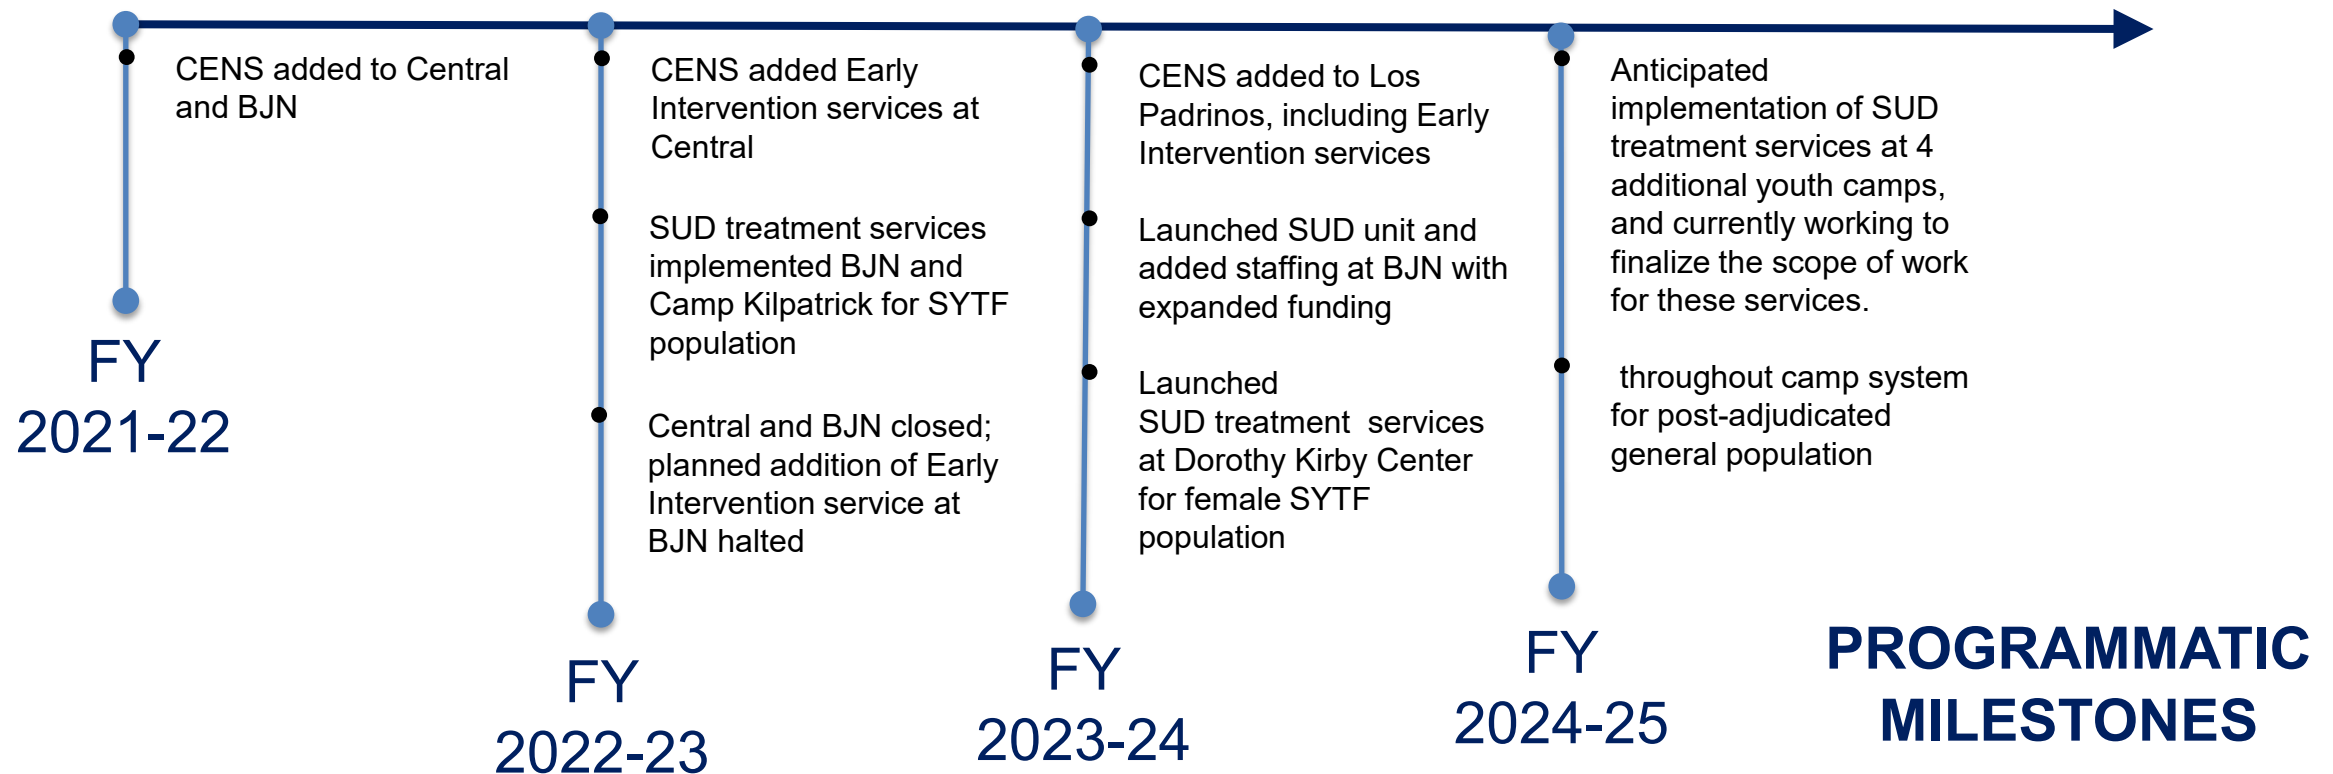 CENS added to Central
and BJN
FY
2021-22
CENS added Early
Intervention services at
Central
SUD treatment services
implemented BJN and
Camp Kilpatrick for SYTF
population
Central and BJN closed;
planned addition of Early
Intervention service at
BJN halted
FY
2022-23
CENS added to Los
Padrinos, including Early
Intervention services
Launched SUD unit and
added staffing at BJN with
expanded funding
Launched
SUD treatment  services
at Dorothy Kirby Center
for female SYTF
population
FY
2023-24
Anticipated
implementation of SUD
treatment services at 4
additional youth camps,
and currently working to
finalize the scope of work
for these services.
throughout camp system
for post-adjudicated
general population
FY
2024-25
PROGRAMMATIC
MILESTONES